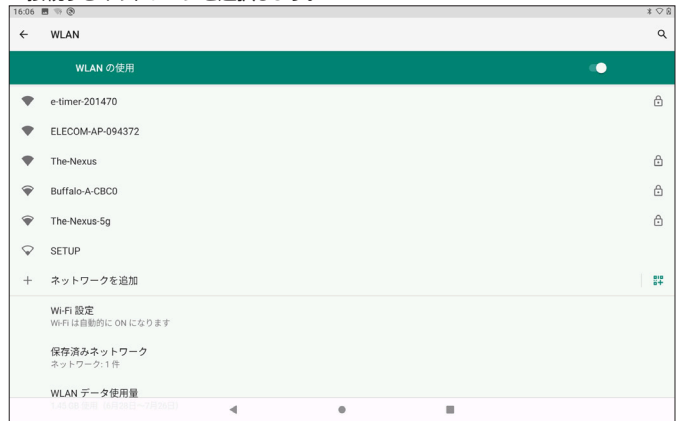 16:06
WLAN
WLAN の使用
e-timer-201470
ELECOM-AP-094372
The-Nexus
Buffalo-A-CBC0
The-Nexus-5g
SETUP
ネットワークを追加
Wi-Fi 設定
Wi-Fi は自動的に ON になります
保存済みネットワーク
ネットワーク: 1 件
WLAN データ使用量